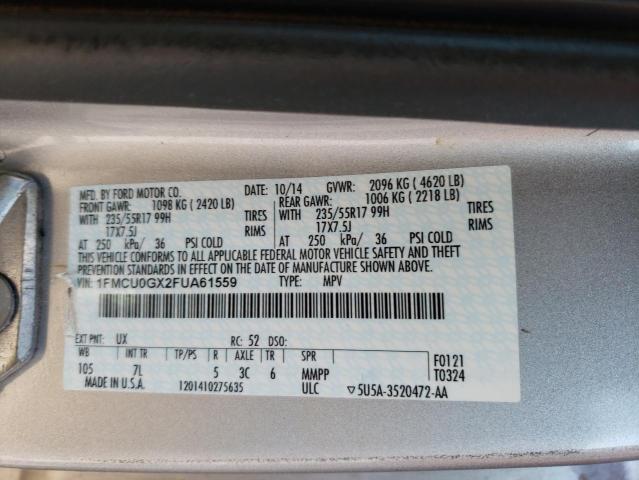 MFD. BY FORD MOTOR CO.
DATE: 10/14 GVWR: 2096 KG ( 4620 LB)
FRONT GAWR: 1098 KG ( 2420 LB) REAR GAWR: 1006 KG ( 2218 LB)
WITH 235/55R17 99H TIRES WITH 235/55R17 99H TIRES
17X7.5J RIMS 17X7.5J RIMS
AT 250 kPa/ 36 PSI COLD AT 250 kPa/ 36 PSI COLD
THIS VEHICLE CONFORMS TO ALL APPLICABLE FEDERAL MOTOR VEHICLE SAFETY AND THEFT
PREVENTION STANDARDS IN EFFECT ON THE DATE OF MANUFACTURE SHOWN ABOVE.
VIN: 1FMCU0GX2FUA61559 TYPE: MPV
EXT PNT: UX RC: 52 DSO:
WB INT TR TP/PS R AXLE TR SPR F0121
105 7L 5 3C 6 MMPP T0324
MADE IN U.S.A. 1201410275635 ULC ▽5U5A-3520472-AA